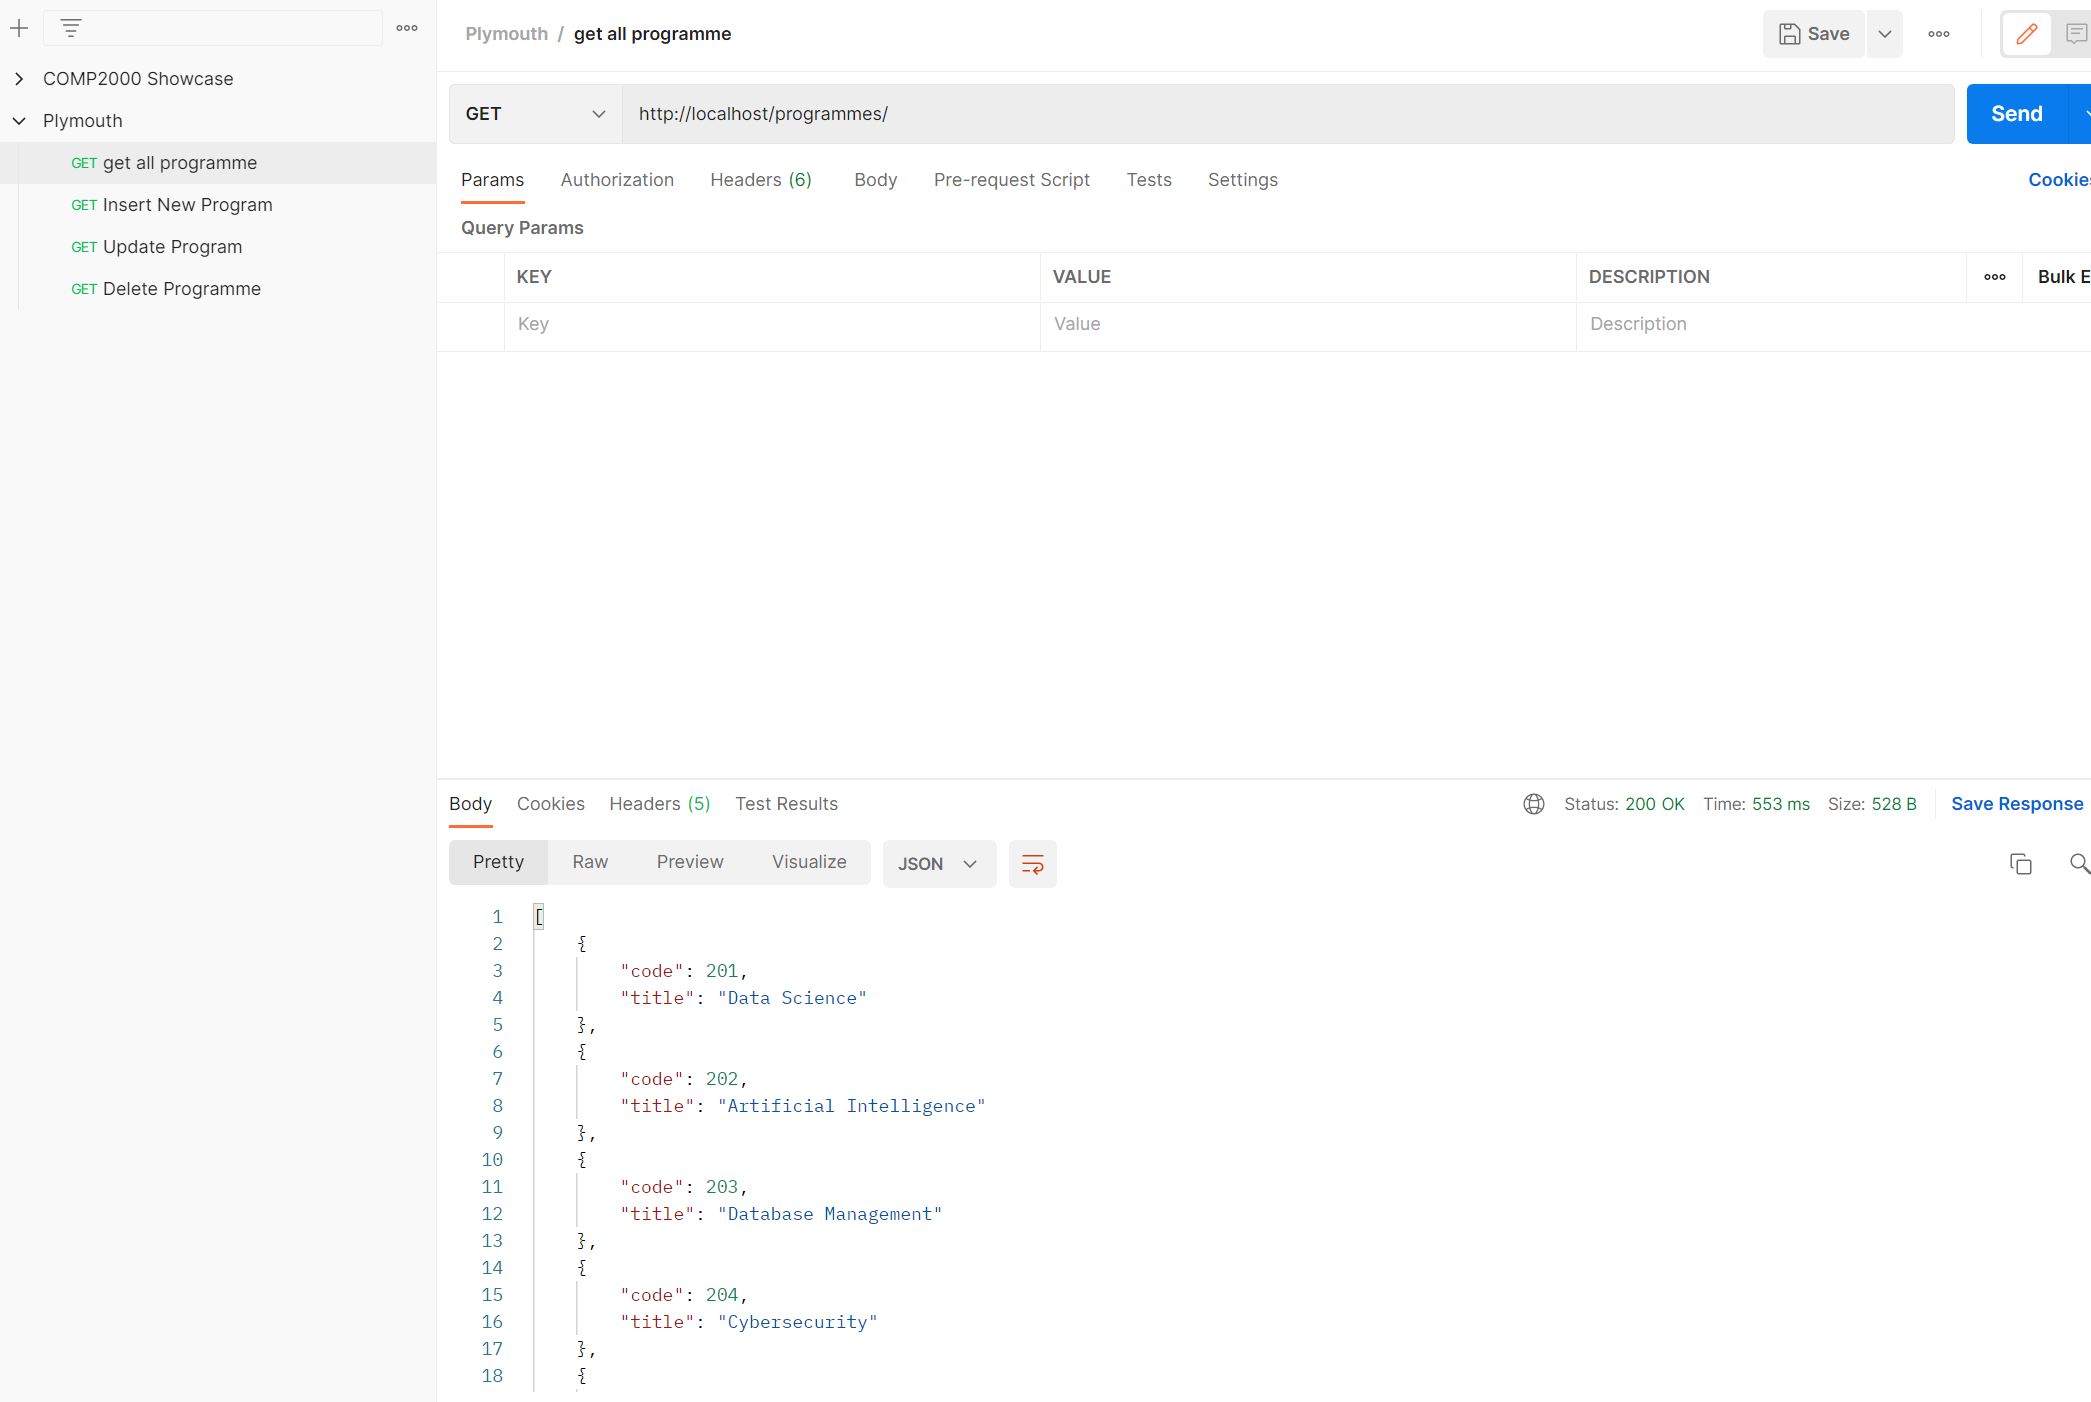 COMP2000 Showcase
Plymouth
GET get all programme
GET Insert New Program
GET Update Program
GET Delete Programme
Plymouth / get all programme
Save
GET
http://localhost/programmes/
Send
Params Authorization Headers (6) Body Pre-request Script Tests Settings
Cookies
Query Params
KEY VALUE DESCRIPTION Bulk E
Key Value Description
Body Cookies Headers (5) Test Results
Status: 200 OK Time: 553 ms Size: 528 B Save Response
Pretty Raw Preview Visualize JSON
1 [
2 {
3 "code": 201,
4 "title": "Data Science"
5 },
6 {
7 "code": 202,
8 "title": "Artificial Intelligence"
9 },
10 {
11 "code": 203,
12 "title": "Database Management"
13 },
14 {
15 "code": 204,
16 "title": "Cybersecurity"
17 },
18 {